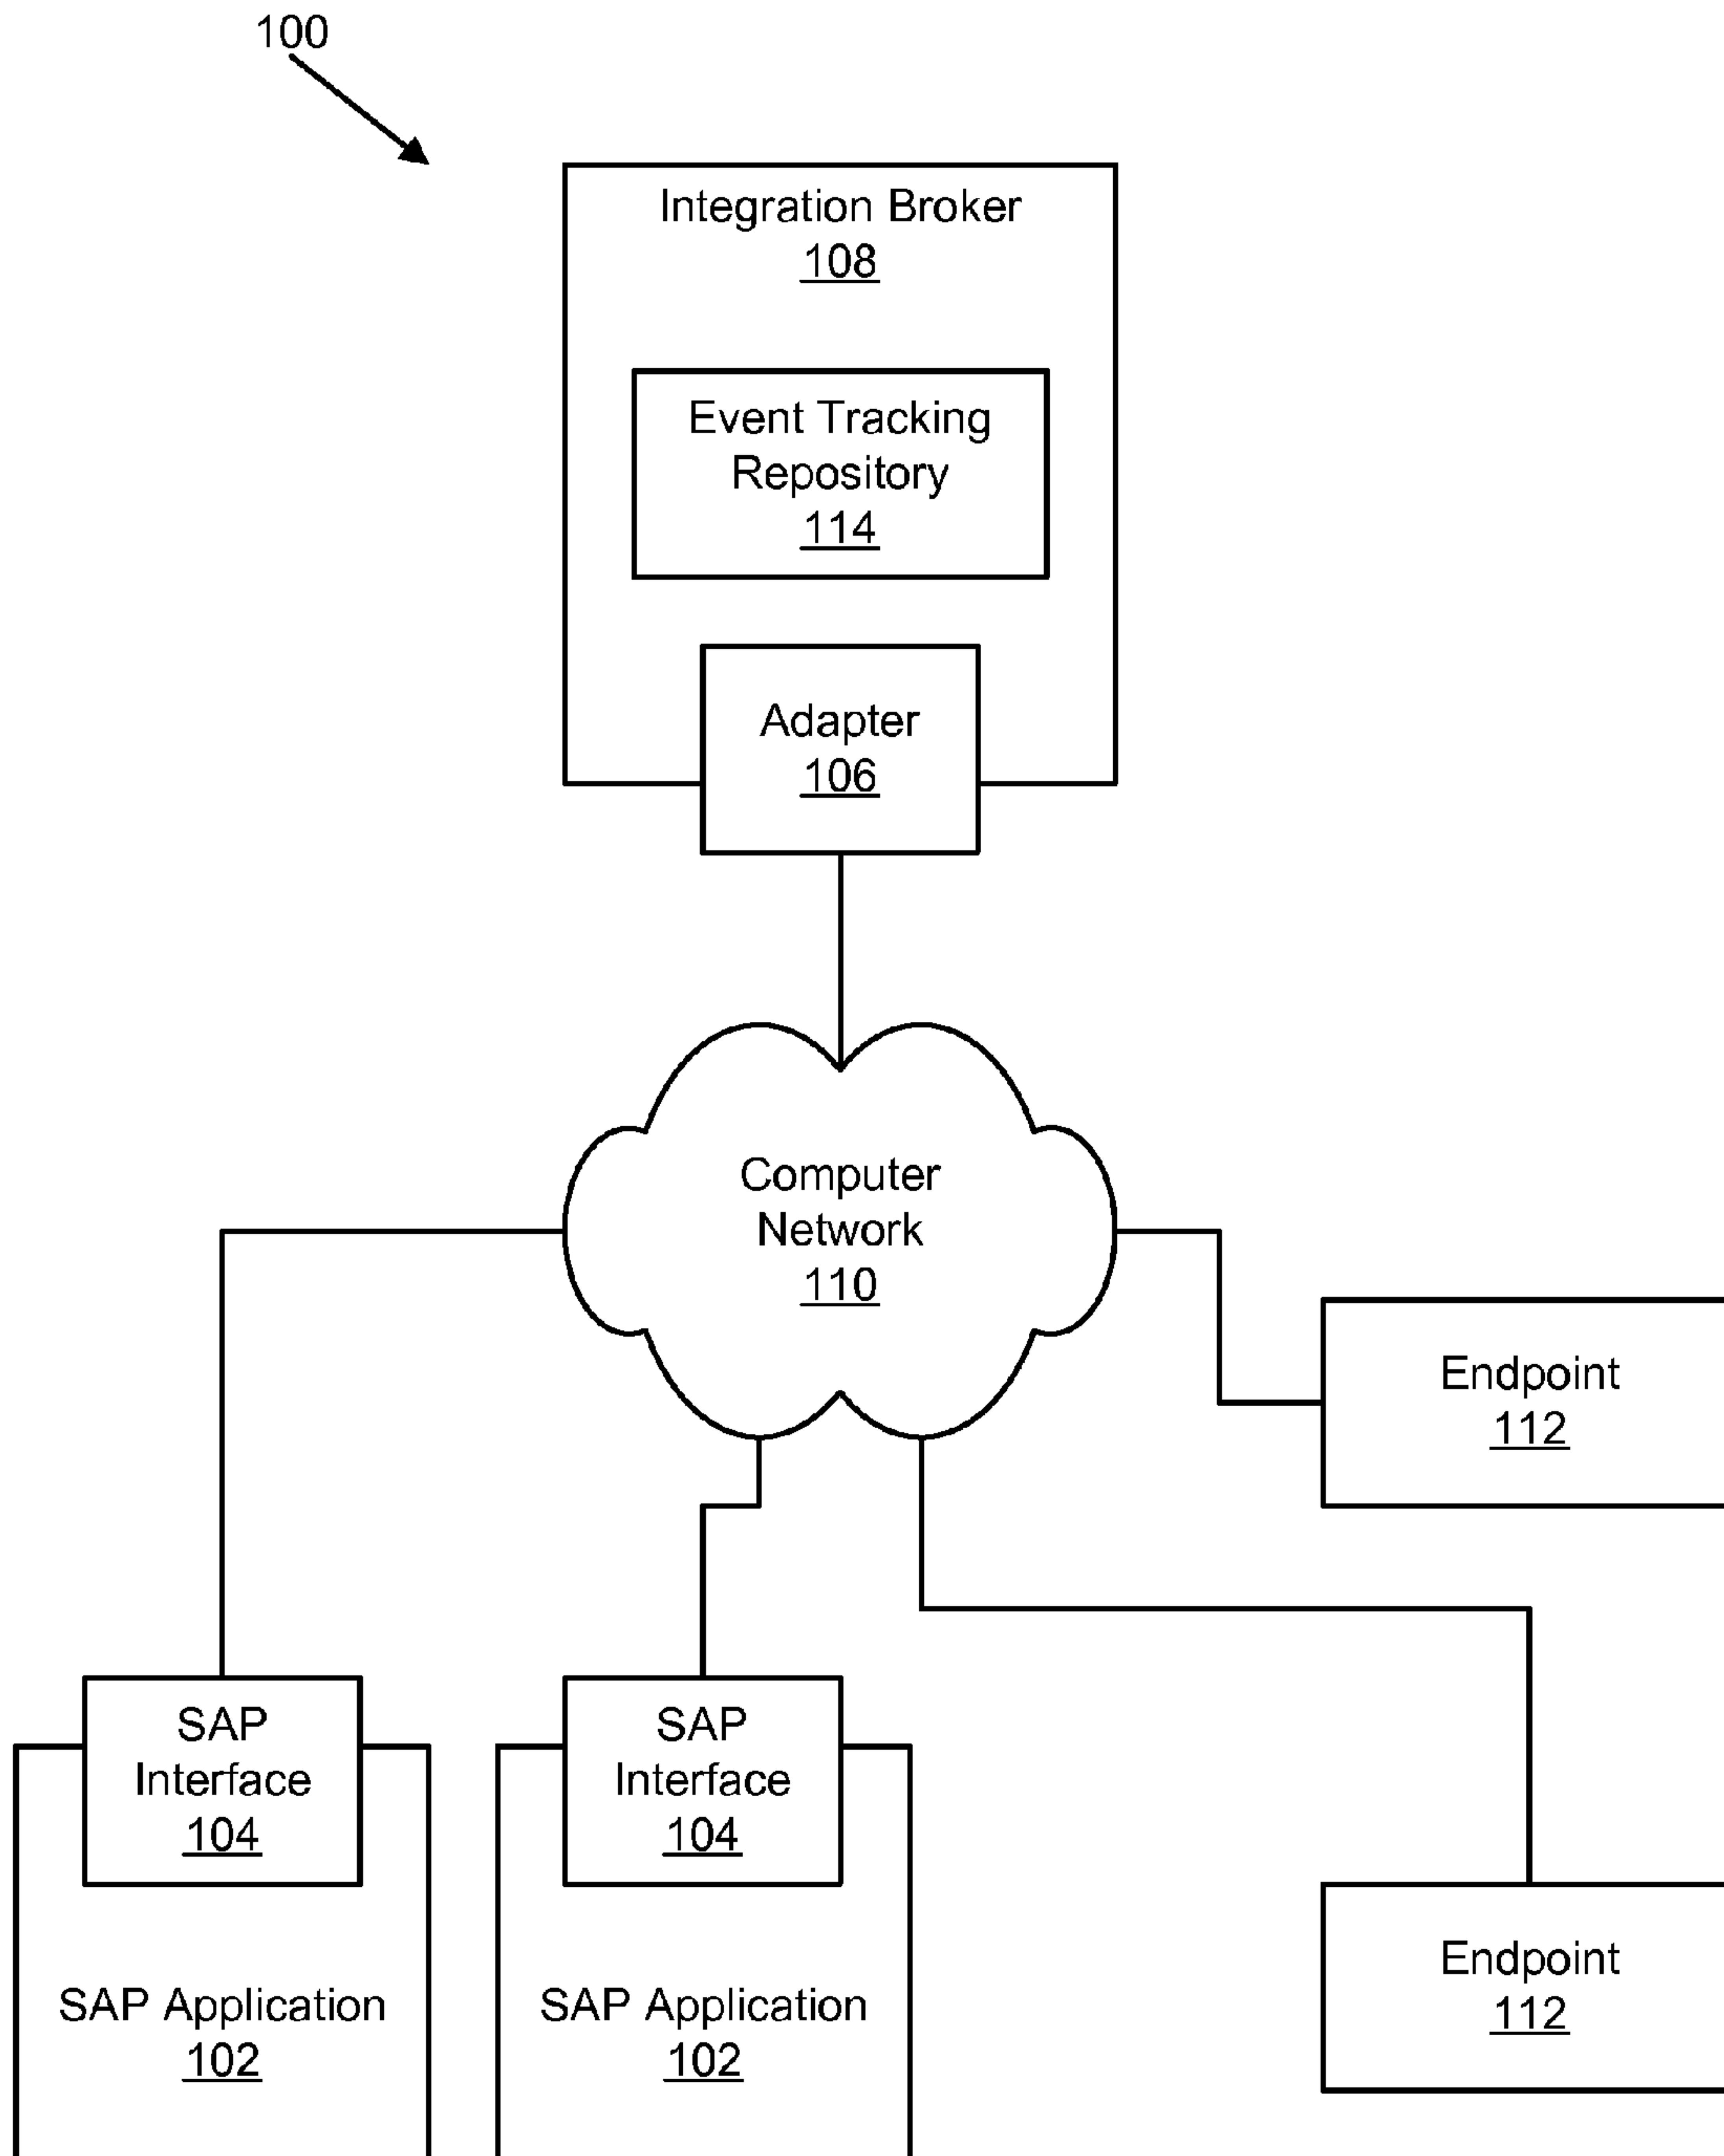 100
Integration Broker
108
Event Tracking
Repository
114
Adapter
106
Computer
Network
110
Endpoint
112
SAP
Interface
104
SAP Application
102
SAP
Interface
104
SAP Application
102
Endpoint
112